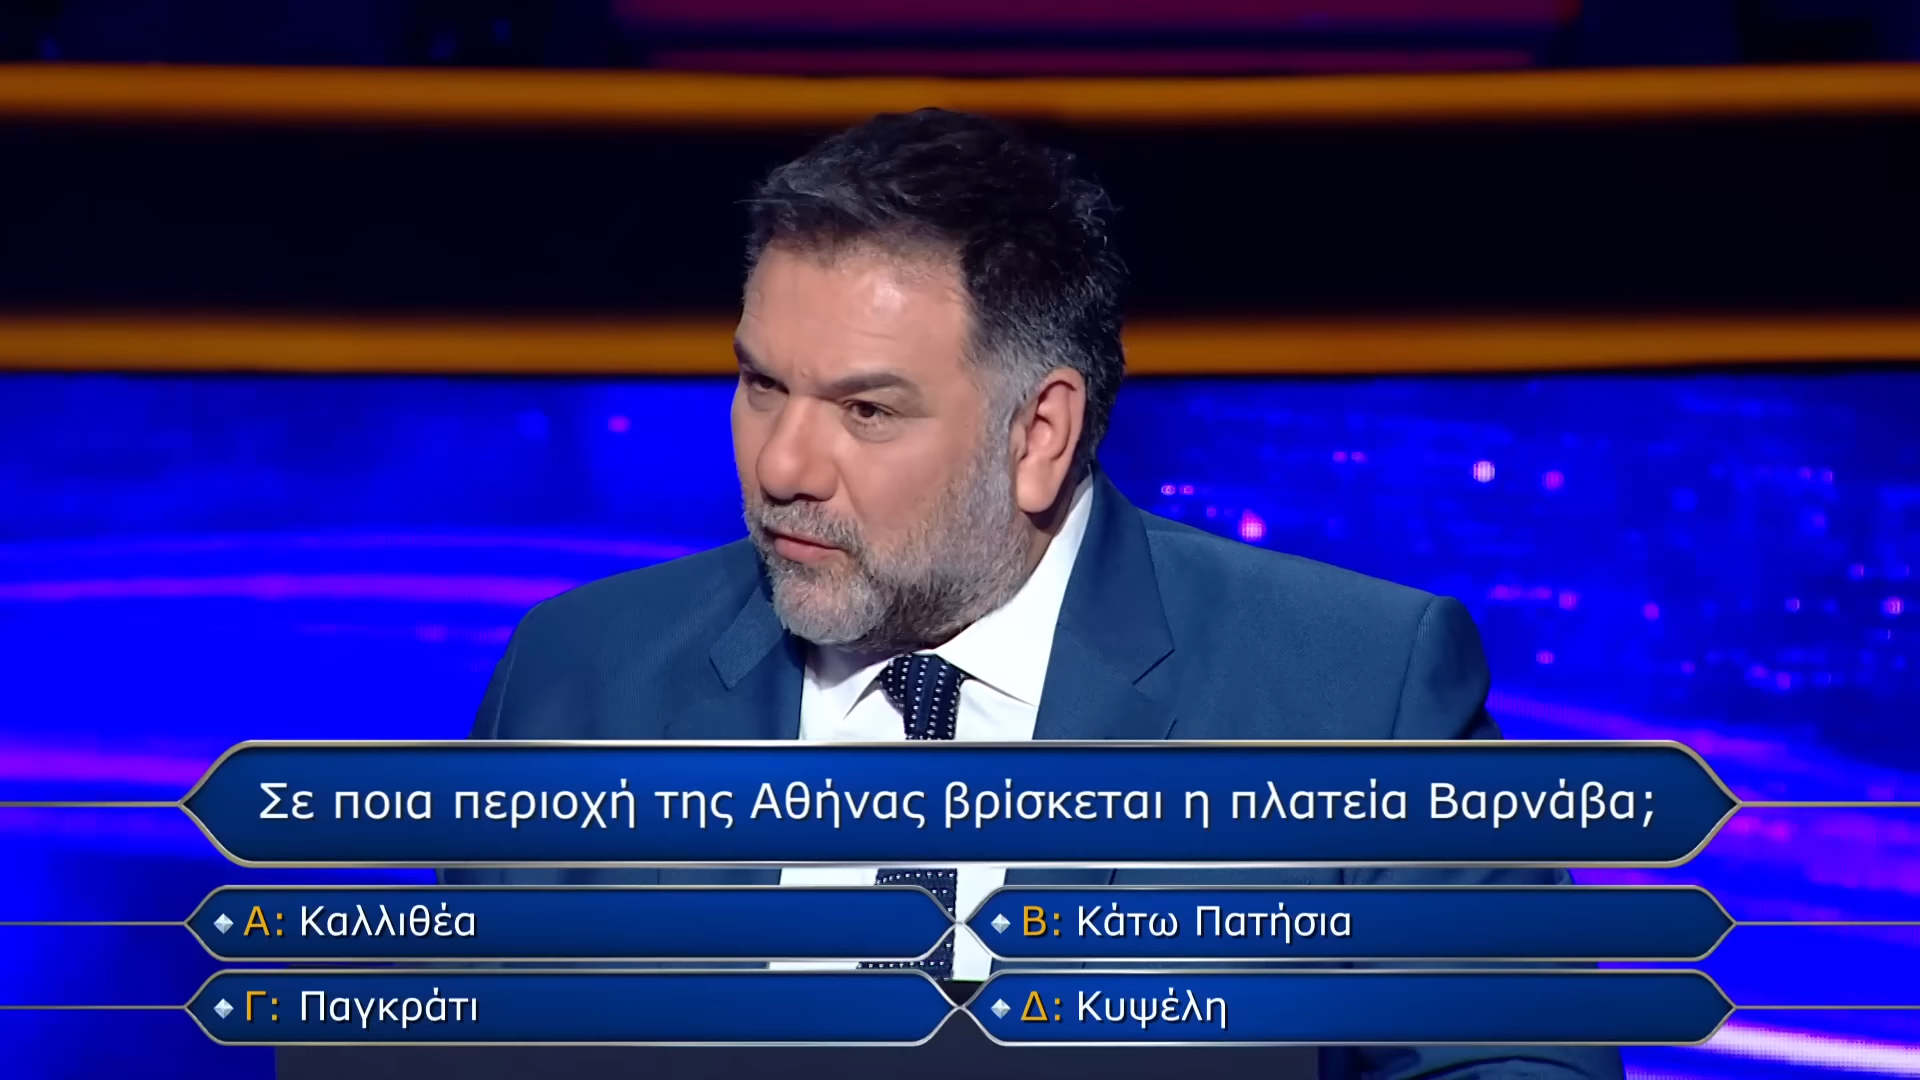 Σε ποια περιοχή της Αθήνας βρίσκεται η πλατεία Βαρνάβα;
Α: Καλλιθέα
Β: Κάτω Πατήσια
Γ: Παγκράτι
Δ: Κυψέλη